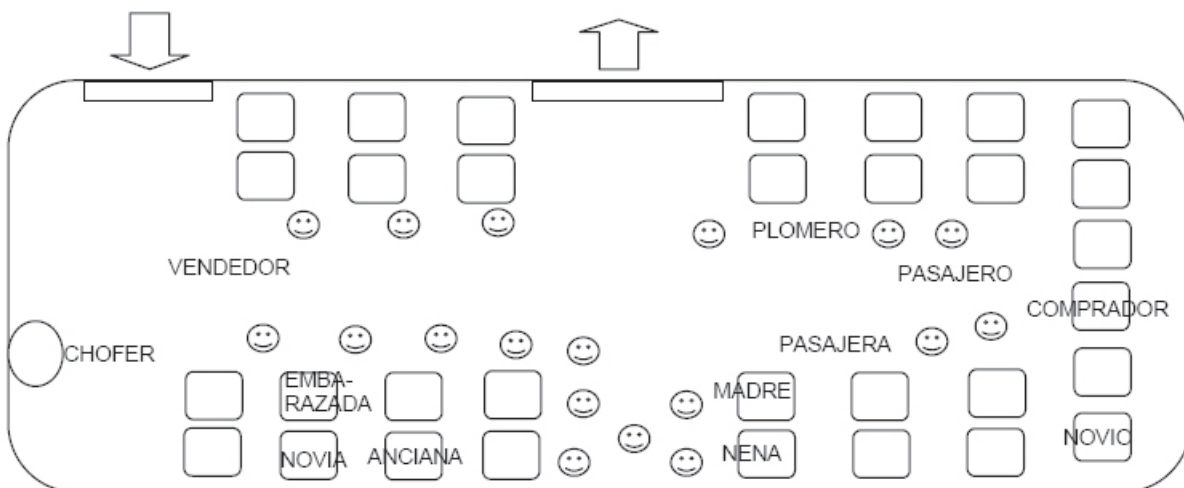 PLOMERO
VENDEDOR
PASAJERO
COMPRADOR
CHOFER
PASAJERA
EMBA-
RAZADA
MADRE
NOVIA
ANCIANA
NENA
NOVIO